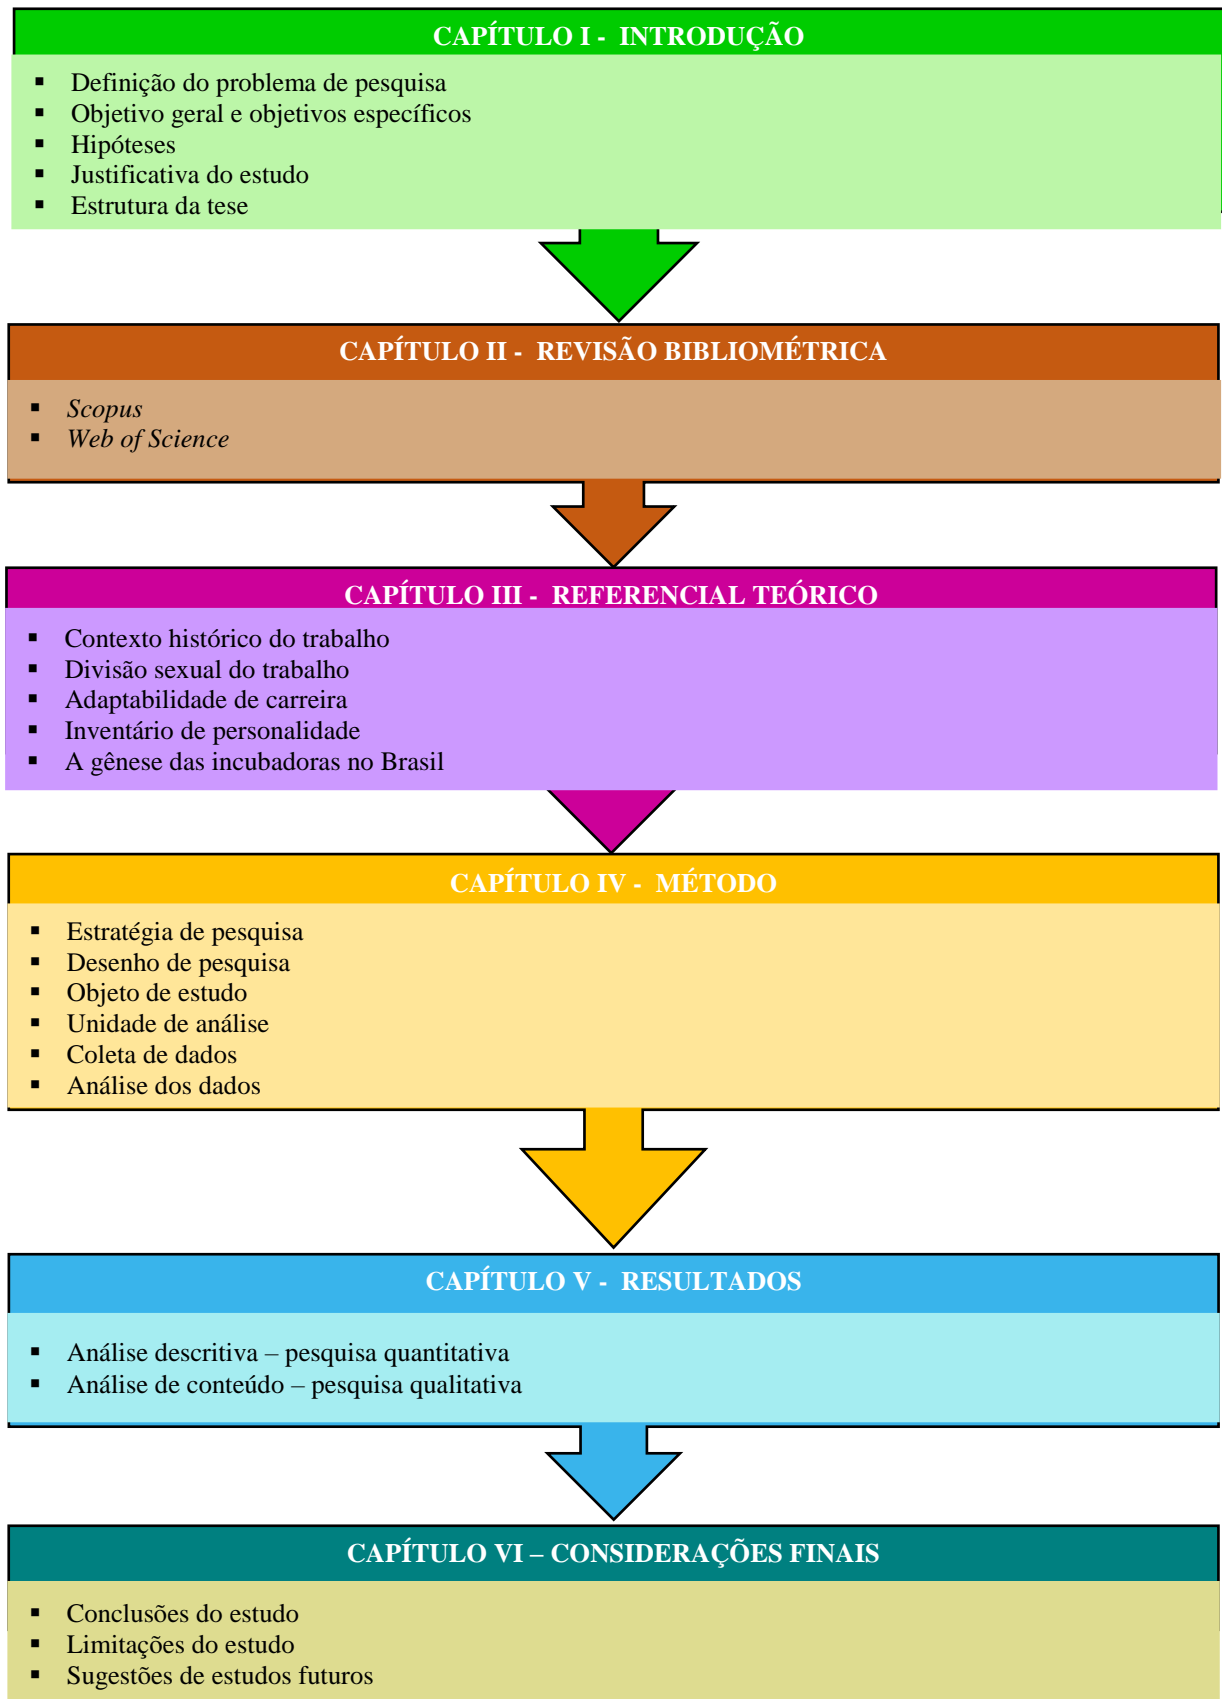 CAPÍTULO I - INTRODUÇÃO
▪ Definição do problema de pesquisa
▪ Objetivo geral e objetivos específicos
▪ Hipóteses
▪ Justificativa do estudo
▪ Estrutura da tese
CAPÍTULO II - REVISÃO BIBLIOMÉTRICA
▪ Scopus
▪ Web of Science
CAPÍTULO III - REFERENCIAL TEÓRICO
▪ Contexto histórico do trabalho
▪ Divisão sexual do trabalho
▪ Adaptabilidade de carreira
▪ Inventário de personalidade
▪ A gênese das incubadoras no Brasil
CAPÍTULO IV - MÉTODO
▪ Estratégia de pesquisa
▪ Desenho de pesquisa
▪ Objeto de estudo
▪ Unidade de análise
▪ Coleta de dados
▪ Análise dos dados
CAPÍTULO V - RESULTADOS
▪ Análise descritiva – pesquisa quantitativa
▪ Análise de conteúdo – pesquisa qualitativa
CAPÍTULO VI – CONSIDERAÇÕES FINAIS
▪ Conclusões do estudo
▪ Limitações do estudo
▪ Sugestões de estudos futuros